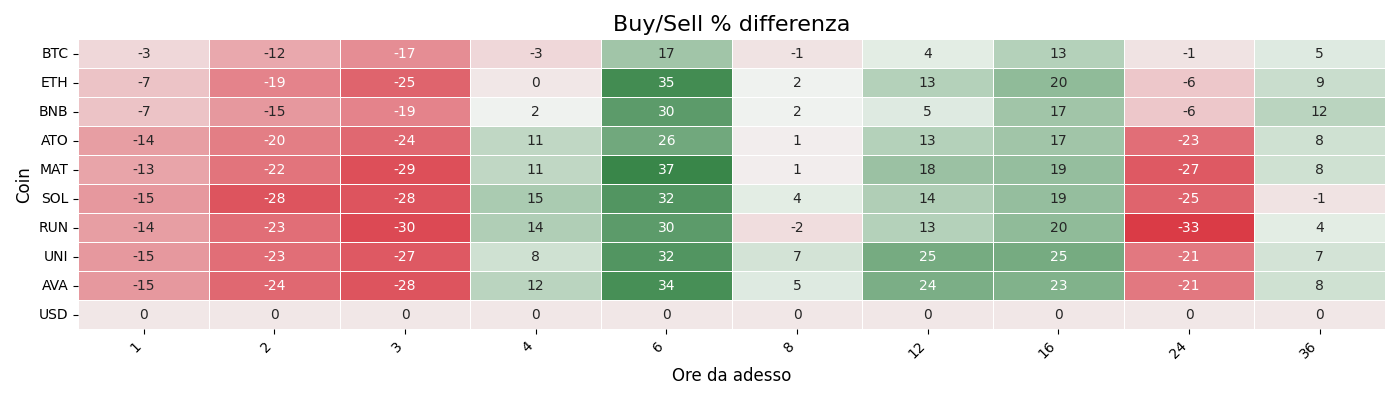 Buy/Sell % differenza
BTC -3 -12 -17 -3 17 -1 4 13 -1 5
ETH -7 -19 -25 0 35 2 13 20 -6 9
BNB -7 -15 -19 2 30 2 5 17 -6 12
ATO -14 -20 -24 11 26 1 13 17 -23 8
MAT -13 -22 -29 11 37 1 18 19 -27 8
SOL -15 -28 -28 15 32 4 14 19 -25 -1
RUN -14 -23 -30 14 30 -2 13 20 -33 4
UNI -15 -23 -27 8 32 7 25 25 -21 7
AVA -15 -24 -28 12 34 5 24 23 -21 8
USD 0 0 0 0 0 0 0 0 0 0
Coin
1 2 3 4 6 8 12 16 24 36
Ore da adesso